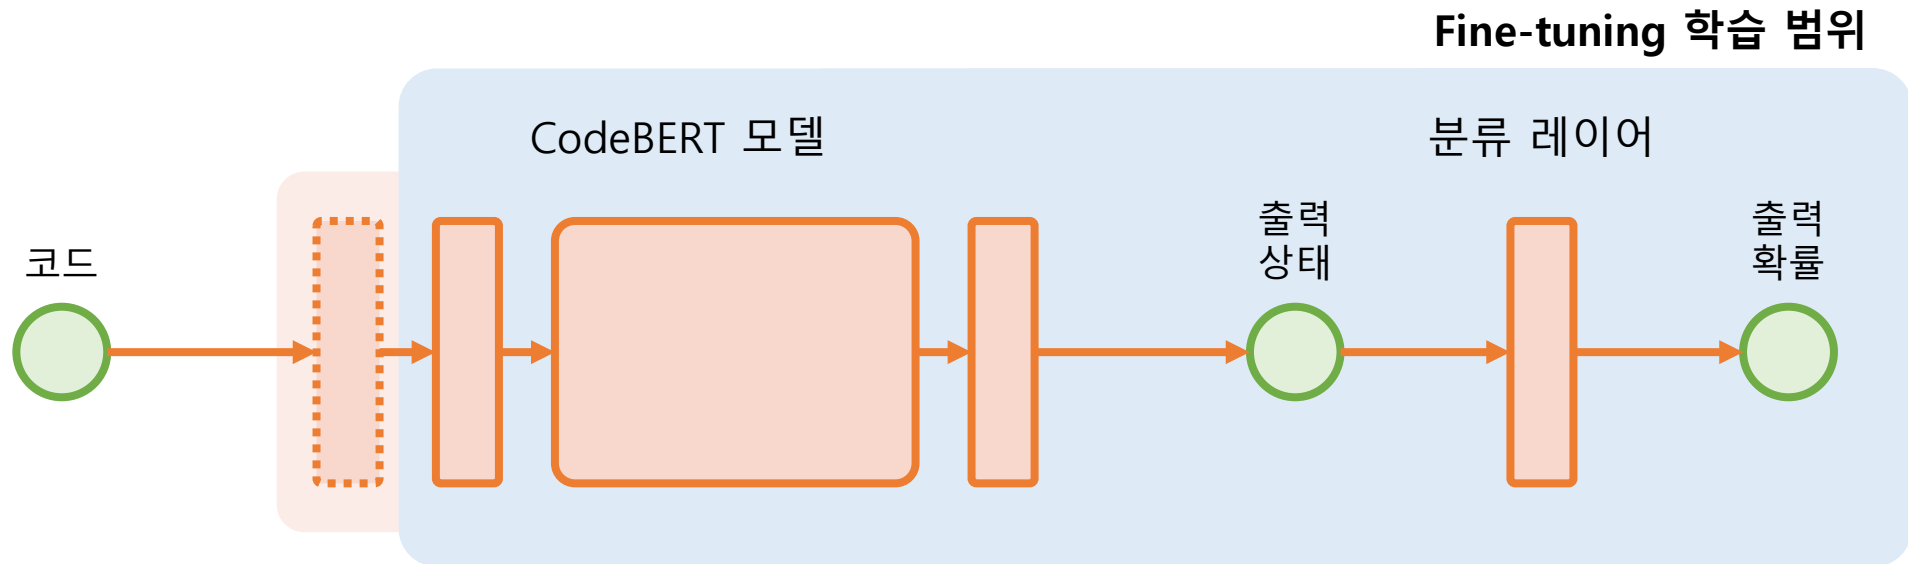 Fine-tuning 학습 범위
CodeBERT 모델
분류 레이어
코드
출력
상태
출력
확률